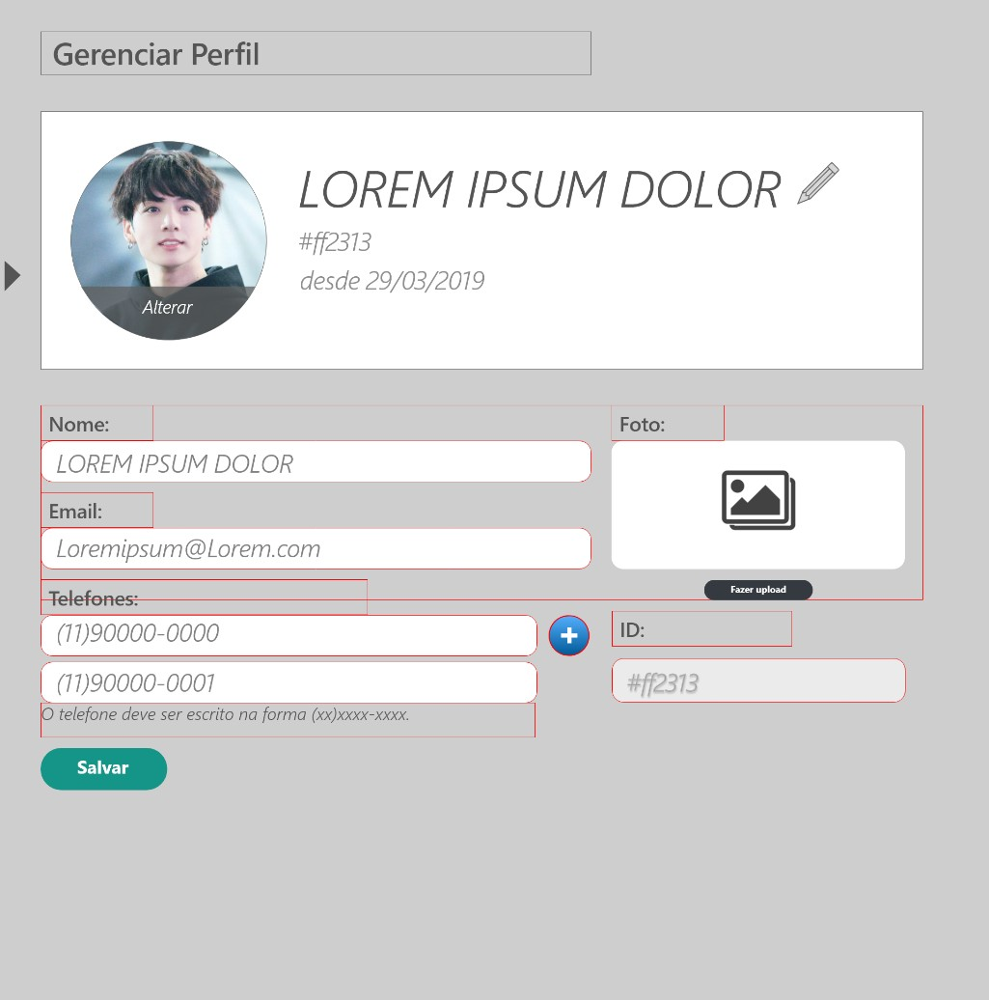 Gerenciar Perfil
LOREM IPSUM DOLOR
#ff2313
desde 29/03/2019
Alterar
Nome:
LOREM IPSUM DOLOR
Email:
Loremipsum@Lorem.com
Telefones:
(11)90000-0000
(11)90000-0001
O telefone deve ser escrito na forma (xx)xxxx-xxxx.
Salvar
Foto:
Fazer upload
ID:
#ff2313